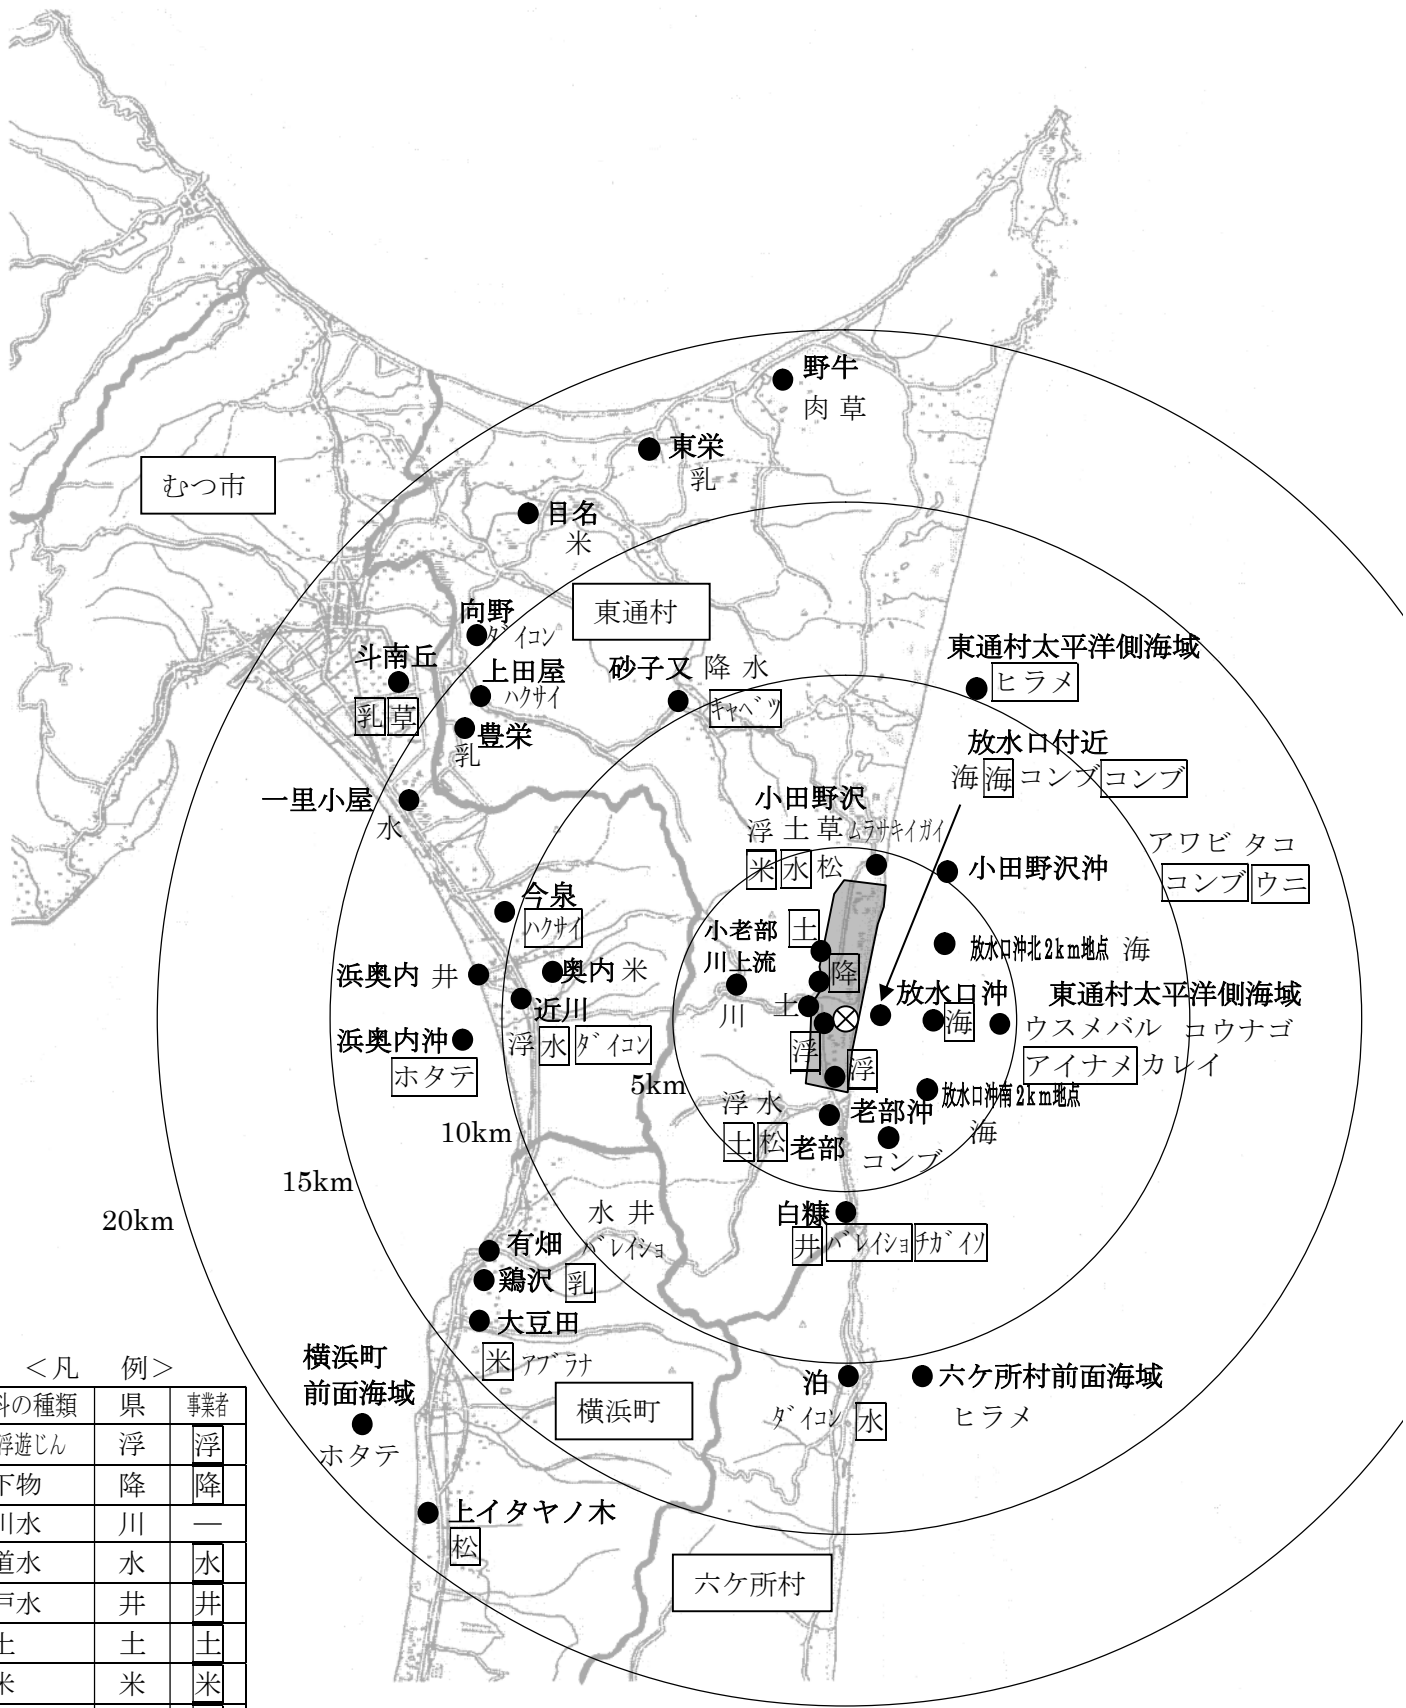 野牛
肉 草
東栄
乳
むつ市
目名
米
東通村
向野
ダイコン
斗南丘
乳 草
上田屋
ハクサイ
砂子又 降 水
キャベツ
豊栄
乳
東通村太平洋側海域
ヒラメ
放水口付近
海 海 コンブ コンブ
一里小屋
水
小田野沢
浮 土 草 ムラサキイガイ
米 水 松
小田野沢沖
アワビ タコ
コンブ ウニ
今泉
ハクサイ
小老部
川上流
川
土
降
土
浮
浮
放水口沖北2km地点 海
浜奥内 井
奥内 米
近川
浮 水 ダイコン
放水口沖
海
東通村太平洋側海域
ウスメバル コウナゴ
アイナメ カレイ
浜奥内沖
ホタテ
放水口沖南2km地点
海
5km
10km
15km
20km
浮 水
土 松 老部
老部沖
コンブ
白糠
井 バレイショ チガイソ
有畑
水 井
バレイショ
鶏沢 乳
大豆田
米 アブラナ
横浜町
前面海域
ホタテ
横浜町
泊
ダイコン 水
六ケ所村前面海域
ヒラメ
上イタヤノ木
松
六ケ所村
＜凡 例＞
料の種類 県 事業者
浮遊じん 浮 浮
下物 降 降
川水 川 ―
道水 水 水
戸水 井 井
土 土 土
米 米 米